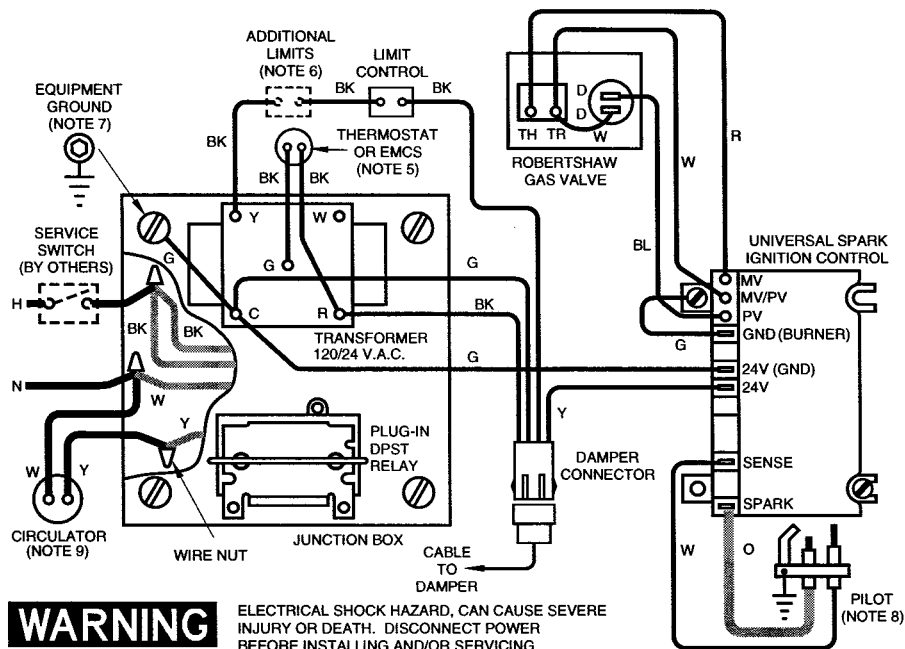 ADDITIONAL
LIMITS
(NOTE 6)
LIMIT
CONTROL
BK
BK
EQUIPMENT
GROUND
(NOTE 7)
BK
THERMOSTAT
OR EMCS
(NOTE 5)
BK
BK
D
D
TH
TR
W
ROBERTSHAW
GAS VALVE
R
W
BL
SERVICE
SWITCH
(BY OTHERS)
H
G
Y
W
G
C
R
TRANSFORMER
120/24 V.A.C.
G
BK
G
BK
BK
N
W
Y
W
Y
CIRCULATOR
(NOTE 9)
WIRE NUT
PLUG-IN
DPST
RELAY
JUNCTION BOX
Y
DAMPER
CONNECTOR
CABLE
TO
DAMPER
UNIVERSAL SPARK
IGNITION CONTROL
MV
MV/PV
PV
GND (BURNER)
G
24V (GND)
24V
SENSE
SPARK
W
O
PILOT
(NOTE 8)
WARNING
ELECTRICAL SHOCK HAZARD, CAN CAUSE SEVERE
INJURY OR DEATH. DISCONNECT POWER
BEFORE INSTALLING AND/OR SERVICING